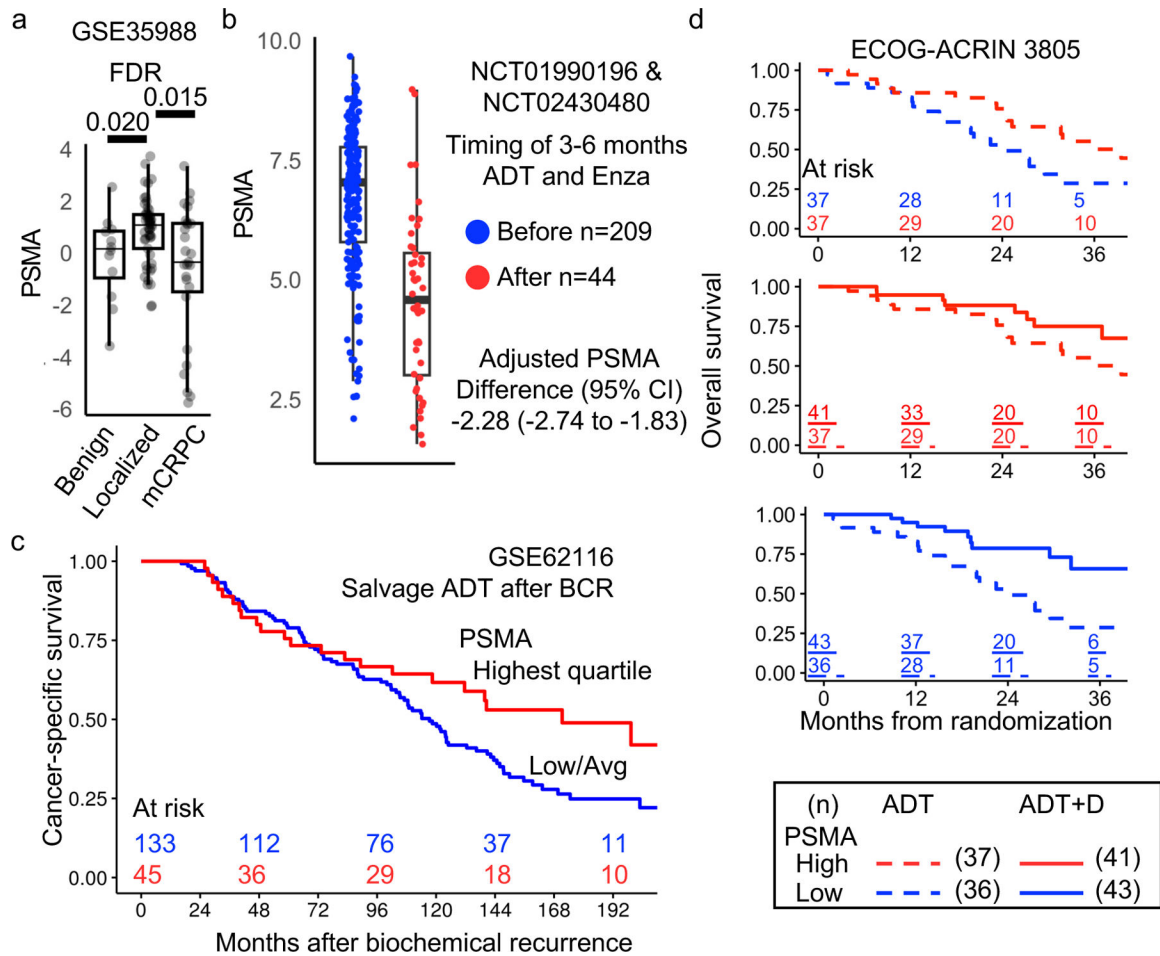 a
GSE35988
FDR
0.015
0.020
PSMA
4
2
0
-2
-4
-6
Benign
Localized
mCRPC
b
PSMA
10.0
7.5
5.0
2.5
NCT01990196 &
NCT02430480
Timing of 3-6 months
ADT and Enza
Before n=209
After n=44
Adjusted PSMA
Difference (95% CI)
-2.28 (-2.74 to -1.83)
c
GSE62116
Salvage ADT after BCR
PSMA
Highest quartile
Low/Avg
Cancer-specific survival
1.00
0.75
0.50
0.25
0.00
At risk
133 112 76 37 11
45 36 29 18 10
0 24 48 72 96 120 144 168 192
Months after biochemical recurrence
d
ECOG-ACRIN 3805
Overall survival
1.00
0.75
0.50
0.25
0.00
At risk
37 28 11 5
37 29 20 10
0 12 24 36
1.00
0.75
0.50
0.25
0.00
41 33 20 10
37 29 20 10
0 12 24 36
1.00
0.75
0.50
0.25
0.00
43 37 20 6
36 28 11 5
0 12 24 36
Months from randomization
(n) ADT ADT+D
PSMA
High (37) (41)
Low (36) (43)